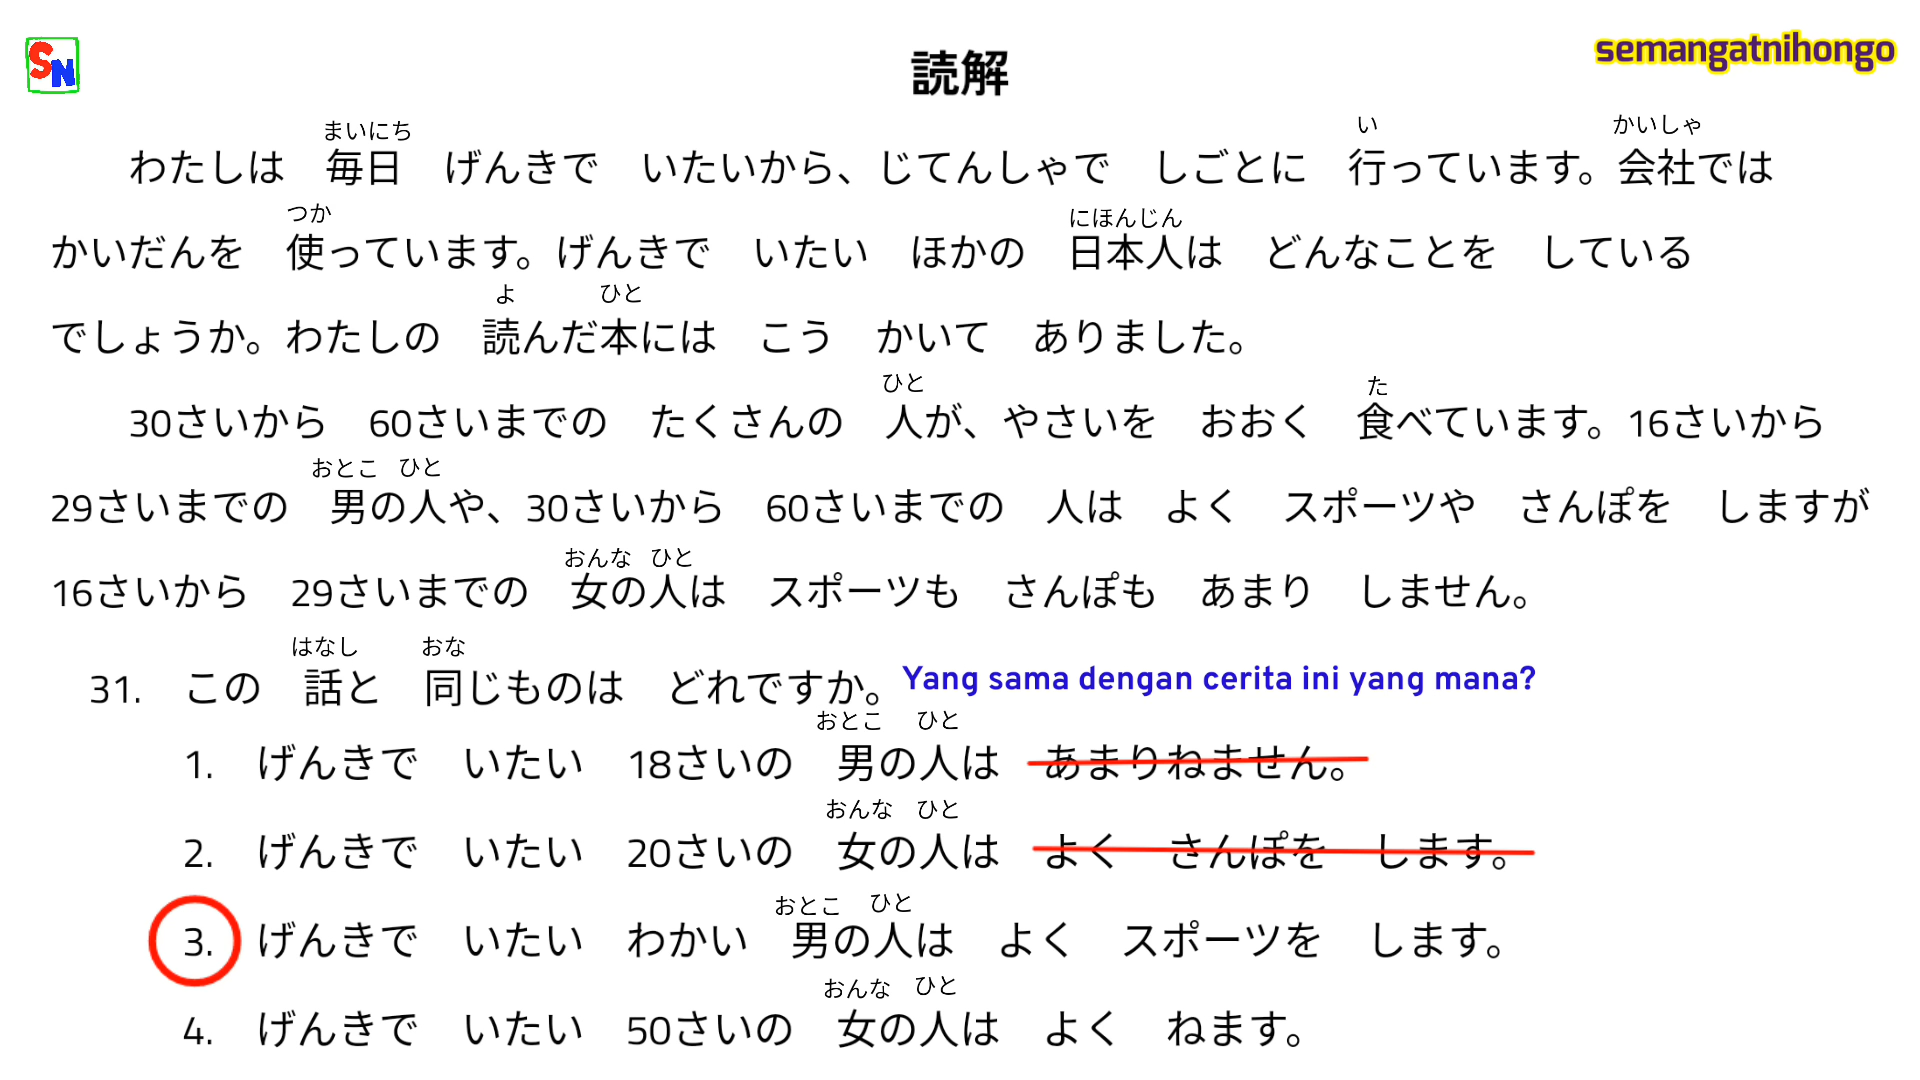 SN
読解
semangatnihongo
まいにち い かいしゃ
わたしは 毎日 げんきで いたいから、じてんしゃで しごとに 行っています。会社では
つか にほんじん
かいだんを 使っています。げんきで いたい ほかの 日本人は どんなことを している
よ ひと
でしょうか。わたしの 読んだ本には こう かいて ありました。
ひと た
30さいから 60さいまでの たくさんの 人が、やさいを おおく 食べています。16さいから
おとこ ひと
29さいまでの 男の人や、30さいから 60さいまでの 人は よく スポーツや さんぽを しますが
おんな ひと
16さいから 29さいまでの 女の人は スポーツも さんぽも あまり しません。
はなし おな
31. この 話と 同じものは どれですか。 Yang sama dengan cerita ini yang mana?
おとこ ひと
1. げんきで いたい 18さいの 男の人は あまりねません。
おんな ひと
2. げんきで いたい 20さいの 女の人は よく さんぽを します。
おとこ ひと
3. げんきで いたい わかい 男の人は よく スポーツを します。
おんな ひと
4. げんきで いたい 50さいの 女の人は よく ねます。